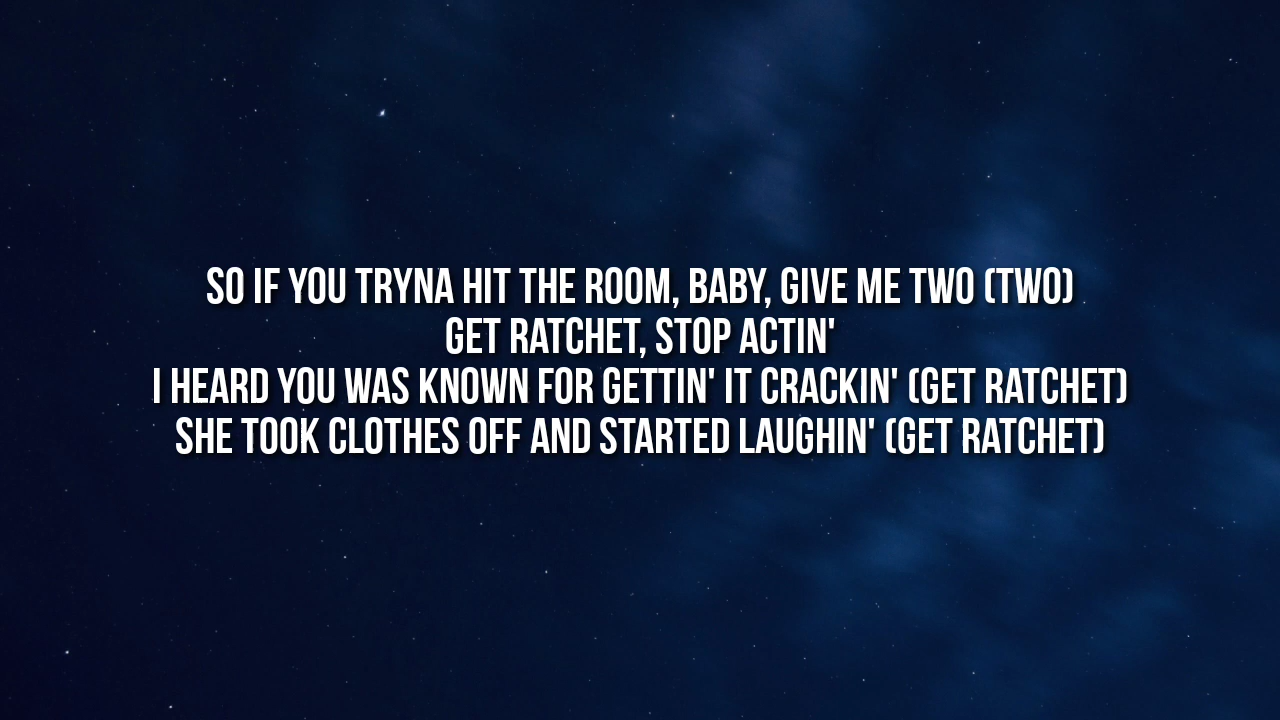 SO IF YOU TRYNA HIT THE ROOM, BABY, GIVE ME TWO (TWO)
GET RATCHET, STOP ACTIN'
I HEARD YOU WAS KNOWN FOR GETTIN' IT CRACKIN' (GET RATCHET)
SHE TOOK CLOTHES OFF AND STARTED LAUGHIN' (GET RATCHET)